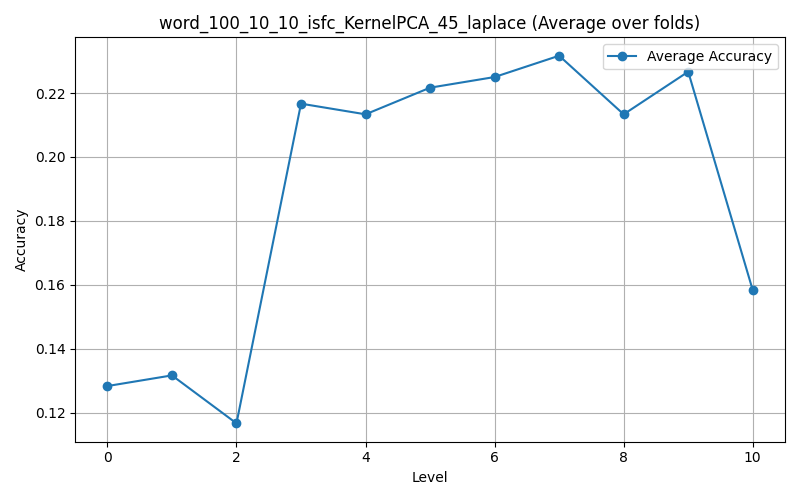 word_100_10_10_isfc_KernelPCA_45_laplace (Average over folds)
Average Accuracy
0.22
0.20
0.18
0.16
0.14
0.12
Accuracy
0 2 4 6 8 10
Level